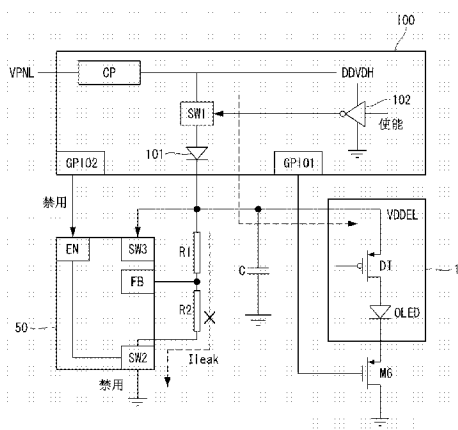 100
VPNL
CP
DDVDH
SW1
102
使能
101
GPIO2
GPIO1
禁用
VDDEL
EN
SW3
R1
DT
1
C
FB
R2
OLED
50
SW2
Ileak
M6
禁用